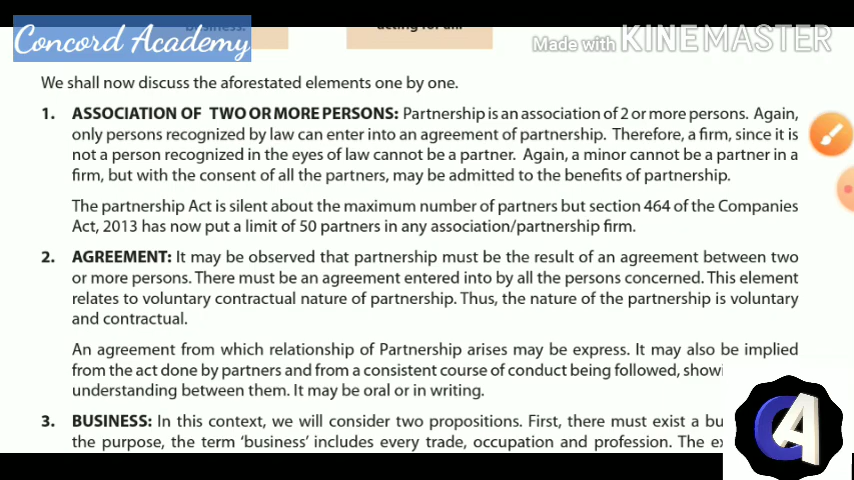 business.
acting for all.
Concord Academy
Made with KINEMASTER
We shall now discuss the aforestated elements one by one.
1. ASSOCIATION OF TWO OR MORE PERSONS: Partnership is an association of 2 or more persons. Again,
only persons recognized by law can enter into an agreement of partnership. Therefore, a firm, since it is
not a person recognized in the eyes of law cannot be a partner. Again, a minor cannot be a partner in a
firm, but with the consent of all the partners, may be admitted to the benefits of partnership.
The partnership Act is silent about the maximum number of partners but section 464 of the Companies
Act, 2013 has now put a limit of 50 partners in any association/partnership firm.
2. AGREEMENT: It may be observed that partnership must be the result of an agreement between two
or more persons. There must be an agreement entered into by all the persons concerned. This element
relates to voluntary contractual nature of partnership. Thus, the nature of the partnership is voluntary
and contractual.
An agreement from which relationship of Partnership arises may be express. It may also be implied
from the act done by partners and from a consistent course of conduct being followed, showi
understanding between them. It may be oral or in writing.
3. BUSINESS: In this context, we will consider two propositions. First, there must exist a bu
the purpose, the term 'business' includes every trade, occupation and profession. The ex
CA